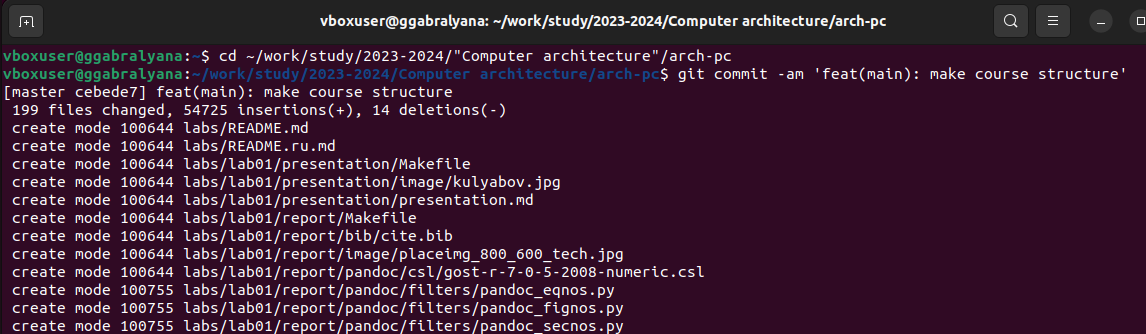 vboxuser@ggabralyana: ~/work/study/2023-2024/Computer architecture/arch-pc
vboxuser@ggabralyana:~$ cd ~/work/study/2023-2024/"Computer architecture"/arch-pc
vboxuser@ggabralyana:~/work/study/2023-2024/Computer architecture/arch-pc$ git commit -am 'feat(main): make course structure'
[master cebede7] feat(main): make course structure
 199 files changed, 54725 insertions(+), 14 deletions(-)
 create mode 100644 labs/README.md
 create mode 100644 labs/README.ru.md
 create mode 100644 labs/lab01/presentation/Makefile
 create mode 100644 labs/lab01/presentation/image/kulyabov.jpg
 create mode 100644 labs/lab01/presentation/presentation.md
 create mode 100644 labs/lab01/report/Makefile
 create mode 100644 labs/lab01/report/bib/cite.bib
 create mode 100644 labs/lab01/report/image/placeimg_800_600_tech.jpg
 create mode 100644 labs/lab01/report/pandoc/csl/gost-r-7-0-5-2008-numeric.csl
 create mode 100755 labs/lab01/report/pandoc/filters/pandoc_eqnos.py
 create mode 100755 labs/lab01/report/pandoc/filters/pandoc_fignos.py
 create mode 100755 labs/lab01/report/pandoc/filters/pandoc_secnos.py